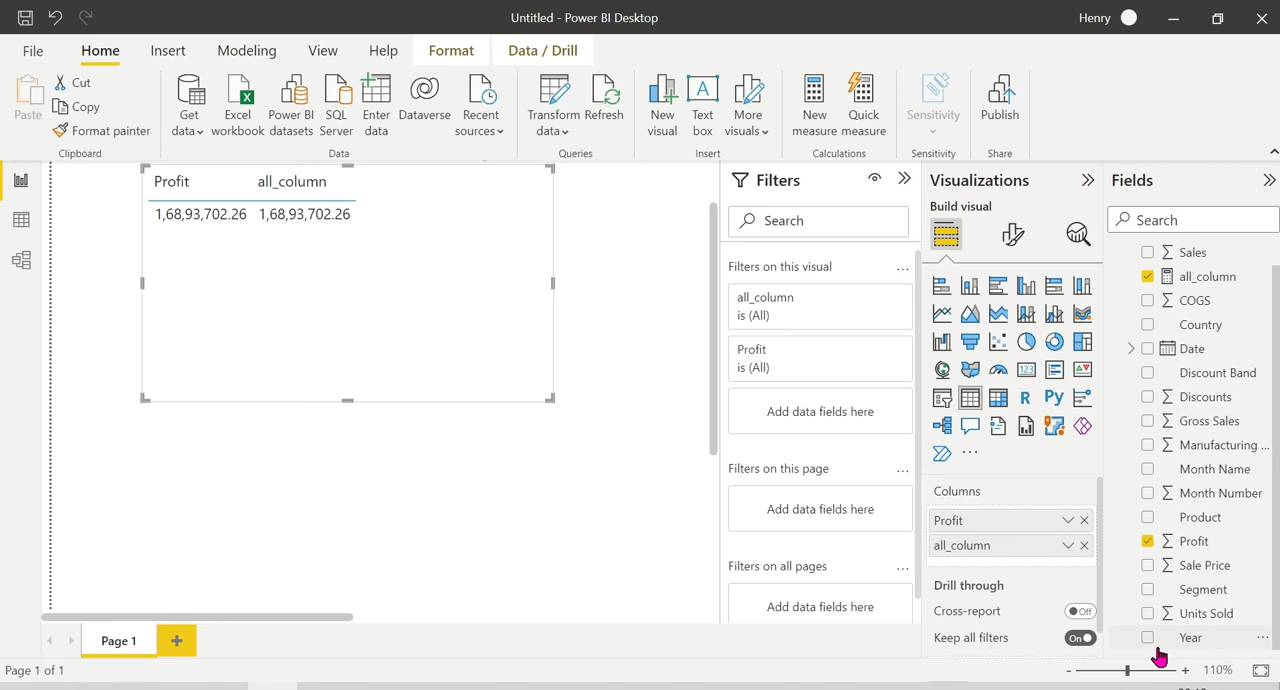 Untitled - Power BI Desktop
Henry
File
Home
Insert
Modeling
View
Help
Format
Data / Drill
Paste
Cut
Copy
Format painter
Clipboard
Get
data
Excel
workbook
Power BI
datasets
SQL
Server
Enter
data
Dataverse
Recent
sources
Data
Transform
data
Refresh
Queries
New
visual
Text
box
More
visuals
Insert
New
measure
Quick
measure
Calculations
Sensitivity
Sensitivity
Publish
Share
Profit all_column
1,68,93,702.26 1,68,93,702.26
Filters
Search
Filters on this visual ...
all_column
is (All)
Profit
is (All)
Add data fields here
Filters on this page ...
Add data fields here
Filters on all pages ...
Add data fields here
Visualizations
Build visual
123
R
Py
...
Columns
Profit
all_column
Drill through
Cross-report Off
Keep all filters On
Fields
Search
Σ Sales
all_column
Σ COGS
Country
Date
Discount Band
Σ Discounts
Σ Gross Sales
Σ Manufacturing ...
Month Name
Σ Month Number
Product
Σ Profit
Σ Sale Price
Segment
Σ Units Sold
Year ...
Page 1
+
Page 1 of 1
- + 110%